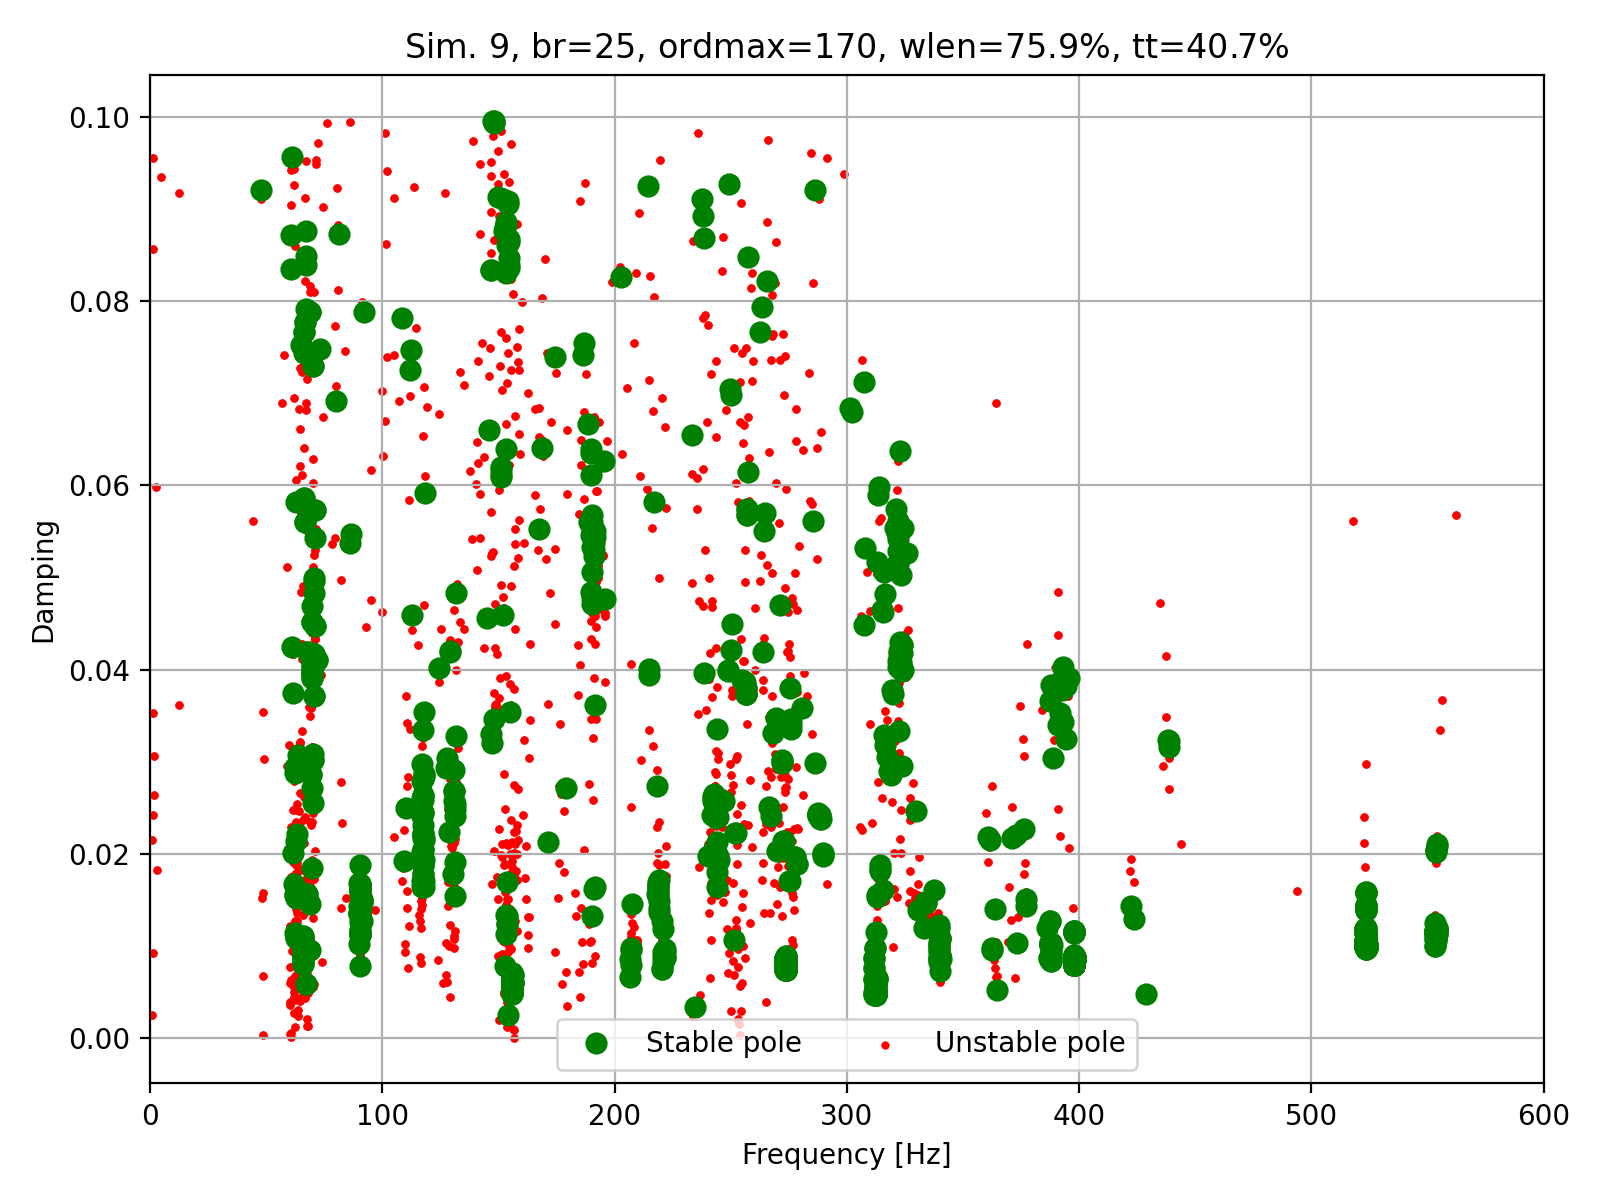 Sim. 9, br=25, ordmax=170, wlen=75.9%, tt=40.7%
0.10
0.08
0.06
0.04
0.02
0.00
Damping
Stable pole
Unstable pole
0 100 200 300 400 500 600
Frequency [Hz]